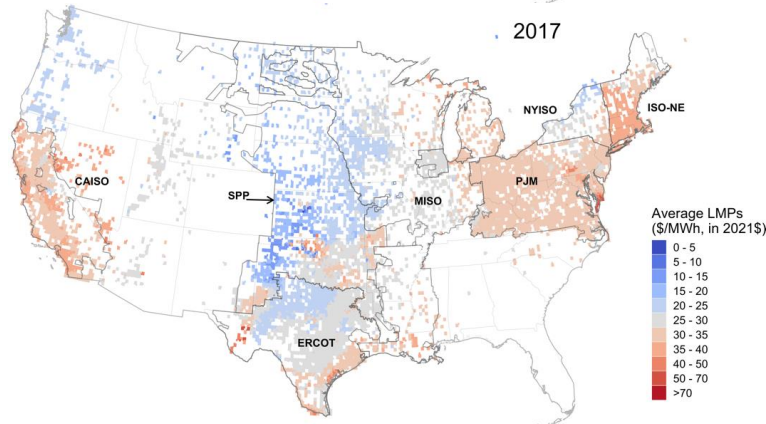 2017
NYISO
ISO-NE
CAISO
PJM
SPP
MISO
ERCOT
Average LMPs
($/MWh, in 2021$)
0 - 5
5 - 10
10 - 15
15 - 20
20 - 25
25 - 30
30 - 35
35 - 40
40 - 50
50 - 70
>70